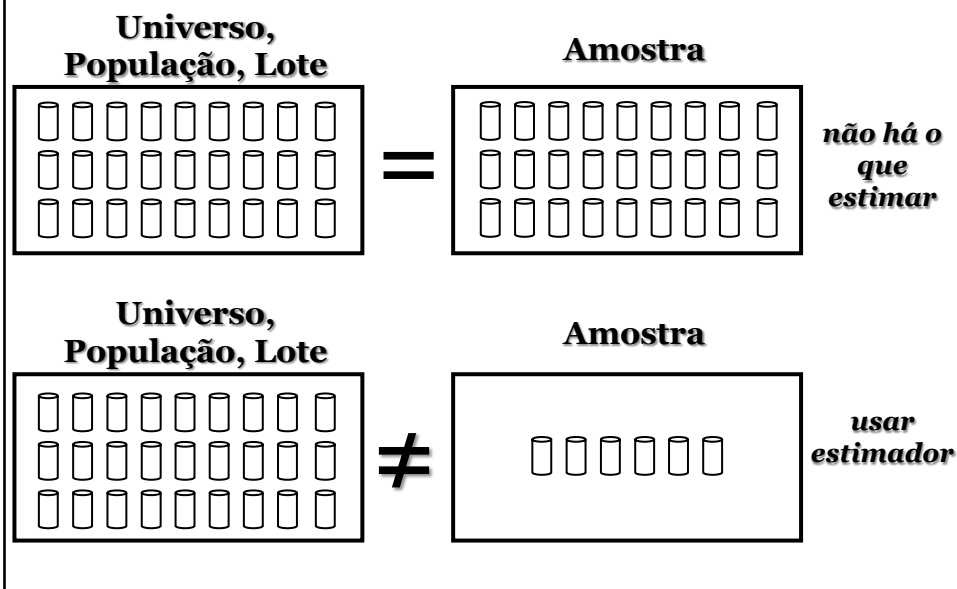 Universo,
População, Lote
Amostra
=
não há o
que
estimar
Universo,
População, Lote
Amostra
≠
usar
estimador